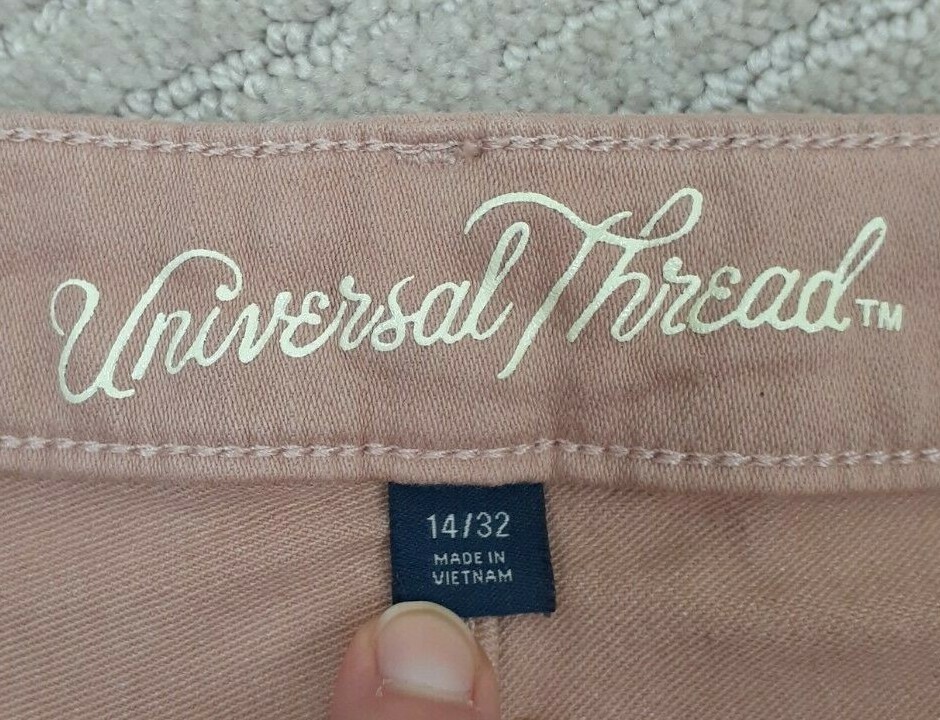 Universal Thread™
14/32
MADE IN
VIETNAM